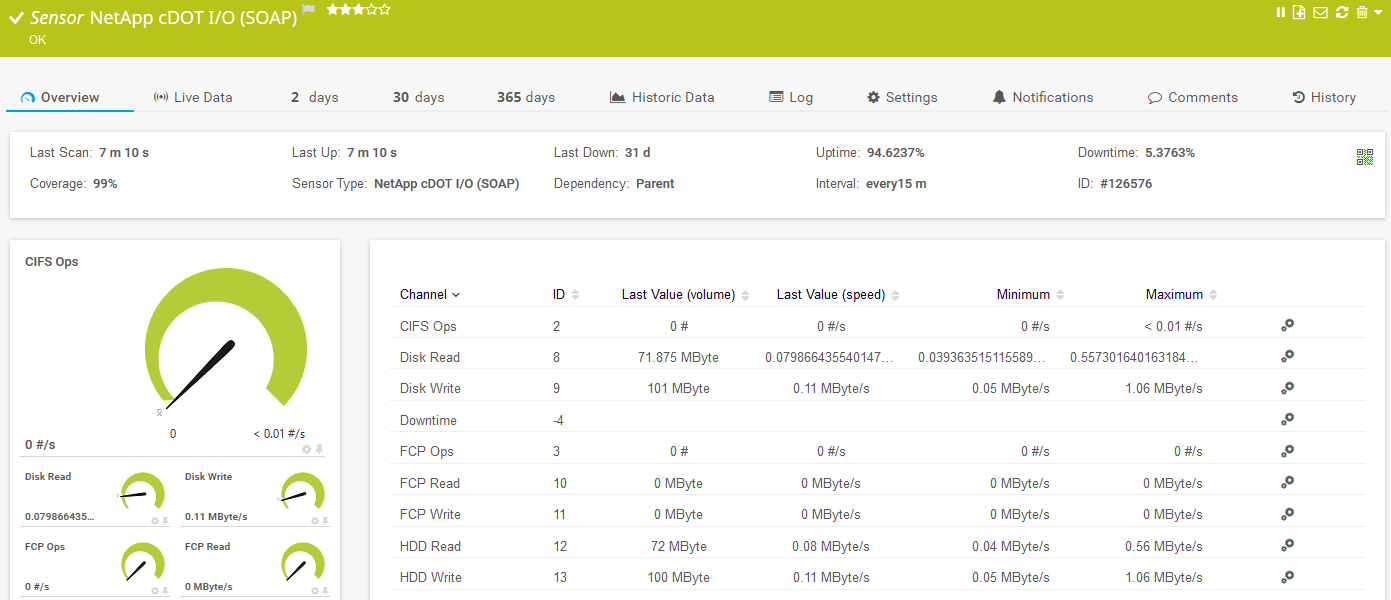 Sensor NetApp cDOT I/O (SOAP)
OK
Overview Live Data 2 days 30 days 365 days Historic Data Log Settings Notifications Comments History
Last Scan: 7 m 10 s Last Up: 7 m 10 s Last Down: 31 d Uptime: 94.6237% Downtime: 5.3763%
Coverage: 99% Sensor Type: NetApp cDOT I/O (SOAP) Dependency: Parent Interval: every15 m ID: #126576
CIFS Ops
x̄
0 < 0.01 #/s
0 #/s
Disk Read Disk Write
0.079866435... 0.11 MByte/s
FCP Ops FCP Read
0 #/s 0 MByte/s
Channel ID Last Value (volume) Last Value (speed) Minimum Maximum
CIFS Ops 2 0 # 0 #/s 0 #/s < 0.01 #/s
Disk Read 8 71.875 MByte 0.079866435540147... 0.039363515115589... 0.557301640163184...
Disk Write 9 101 MByte 0.11 MByte/s 0.05 MByte/s 1.06 MByte/s
Downtime -4
FCP Ops 3 0 # 0 #/s 0 #/s 0 #/s
FCP Read 10 0 MByte 0 MByte/s 0 MByte/s 0 MByte/s
FCP Write 11 0 MByte 0 MByte/s 0 MByte/s 0 MByte/s
HDD Read 12 72 MByte 0.08 MByte/s 0.04 MByte/s 0.56 MByte/s
HDD Write 13 100 MByte 0.11 MByte/s 0.05 MByte/s 1.06 MByte/s